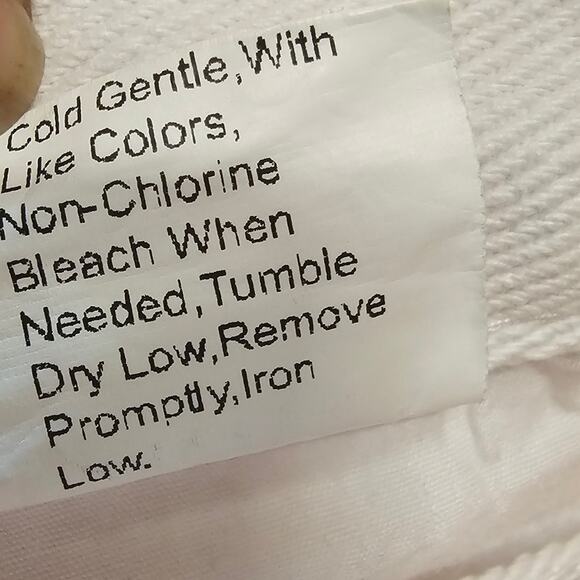 Cold Gentle,With
Like Colors,
Non-Chlorine
Bleach When
Needed,Tumble
Dry Low,Remove
Promptly,Iron
Low.